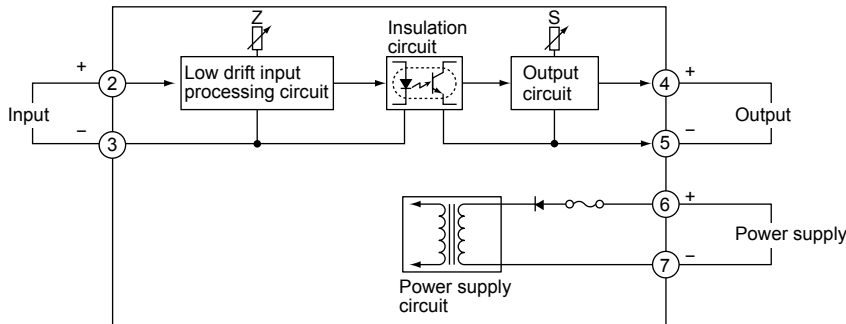 Z
S
Insulation
circuit
+
2
Low drift input
processing circuit
Output
circuit
4
+
Input
Output
−
3
5
−
6
+
Power supply
7
−
Power supply
circuit